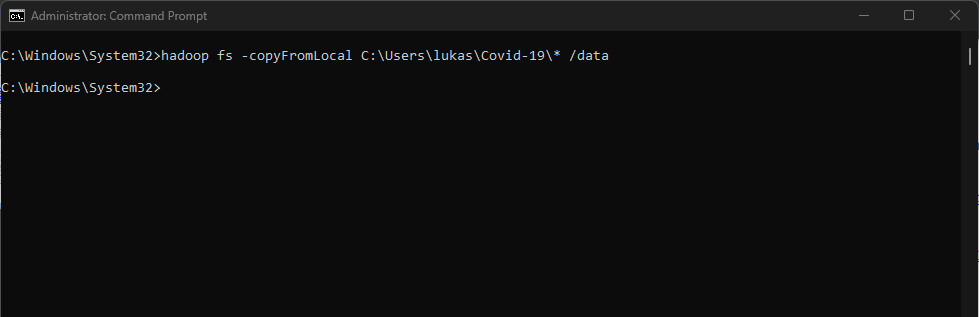 Administrator: Command Prompt
C:\Windows\System32>hadoop fs -copyFromLocal C:\Users\lukas\Covid-19\* /data
C:\Windows\System32>